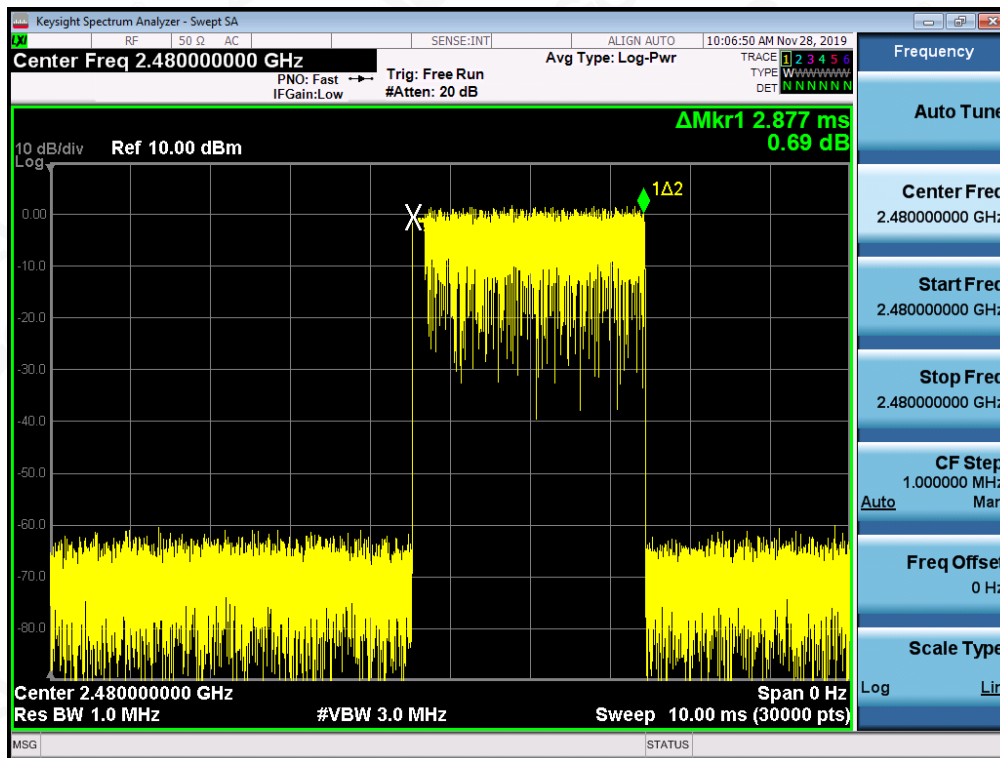 Keysight Spectrum Analyzer - Swept SA
LXI RF 50 Ω AC SENSE:INT ALIGN AUTO 10:06:50 AM Nov 28, 2019
Center Freq 2.480000000 GHz
PNO: Fast
IFGain:Low
Trig: Free Run
#Atten: 20 dB
Avg Type: Log-Pwr
TRACE 1 2 3 4 5 6
TYPE WWWWWW
DET N N N N N N
ΔMkr1 2.877 ms
0.69 dB
10 dB/div Ref 10.00 dBm
Log
1Δ2
0.00
-10.0
-20.0
-30.0
-40.0
-50.0
-60.0
-70.0
-80.0
Center 2.480000000 GHz Span 0 Hz
Res BW 1.0 MHz #VBW 3.0 MHz Sweep 10.00 ms (30000 pts)
MSG STATUS
Frequency
Auto Tune
Center Freq
2.480000000 GHz
Start Freq
2.480000000 GHz
Stop Freq
2.480000000 GHz
CF Step
1.000000 MHz
Auto Man
Freq Offset
0 Hz
Scale Type
Log Lin